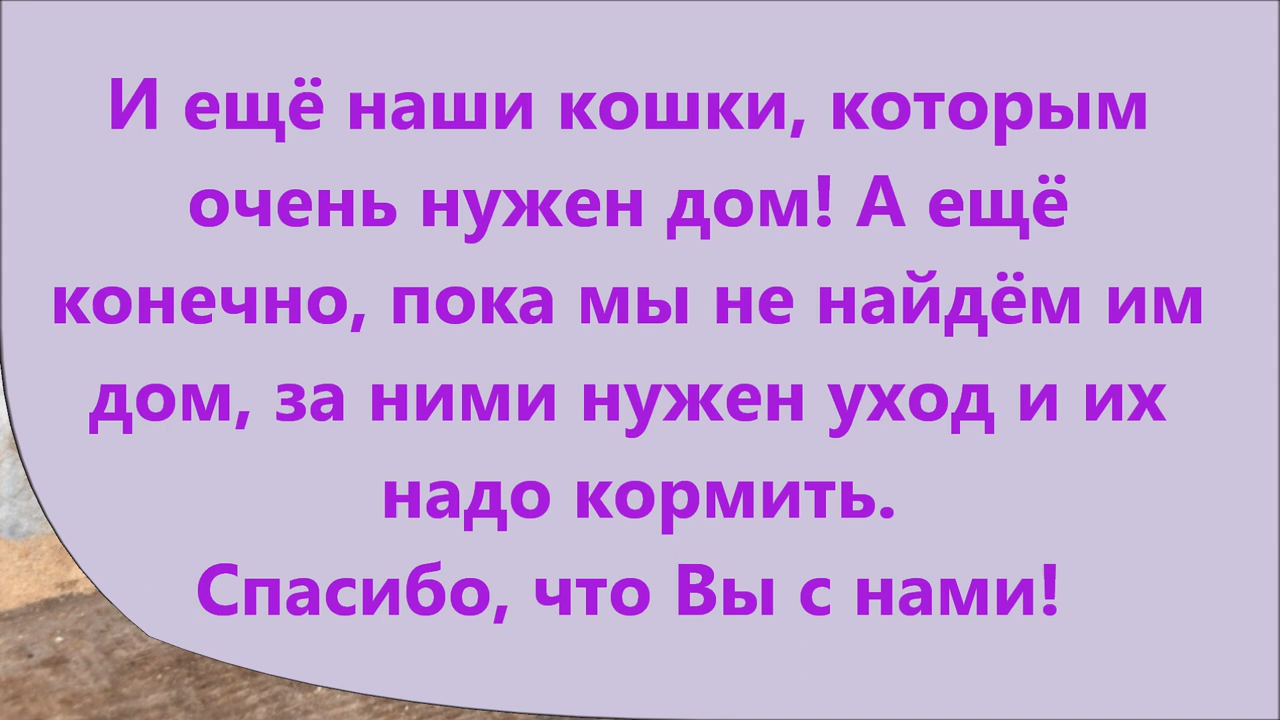 И ещё наши кошки, которым
очень нужен дом! А ещё
конечно, пока мы не найдём им
дом, за ними нужен уход и их
надо кормить.
Спасибо, что Вы с нами!